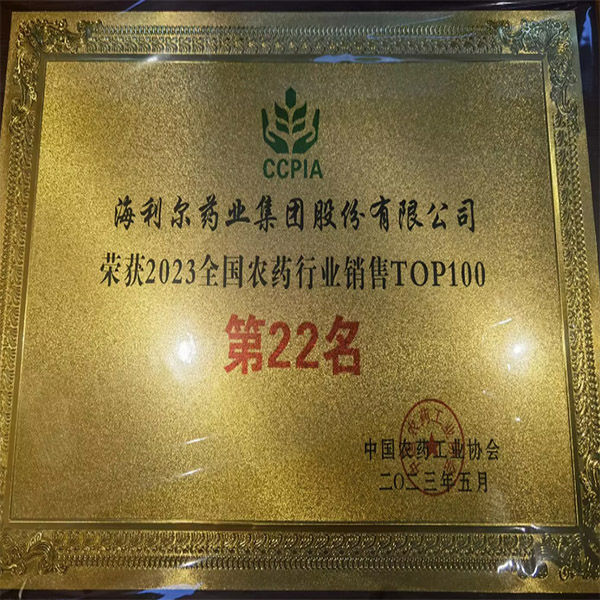 CCPIA
海利尔药业集团股份有限公司
荣获2023全国农药行业销售TOP100
第22名
中国农药工业协会
二〇二三年五月